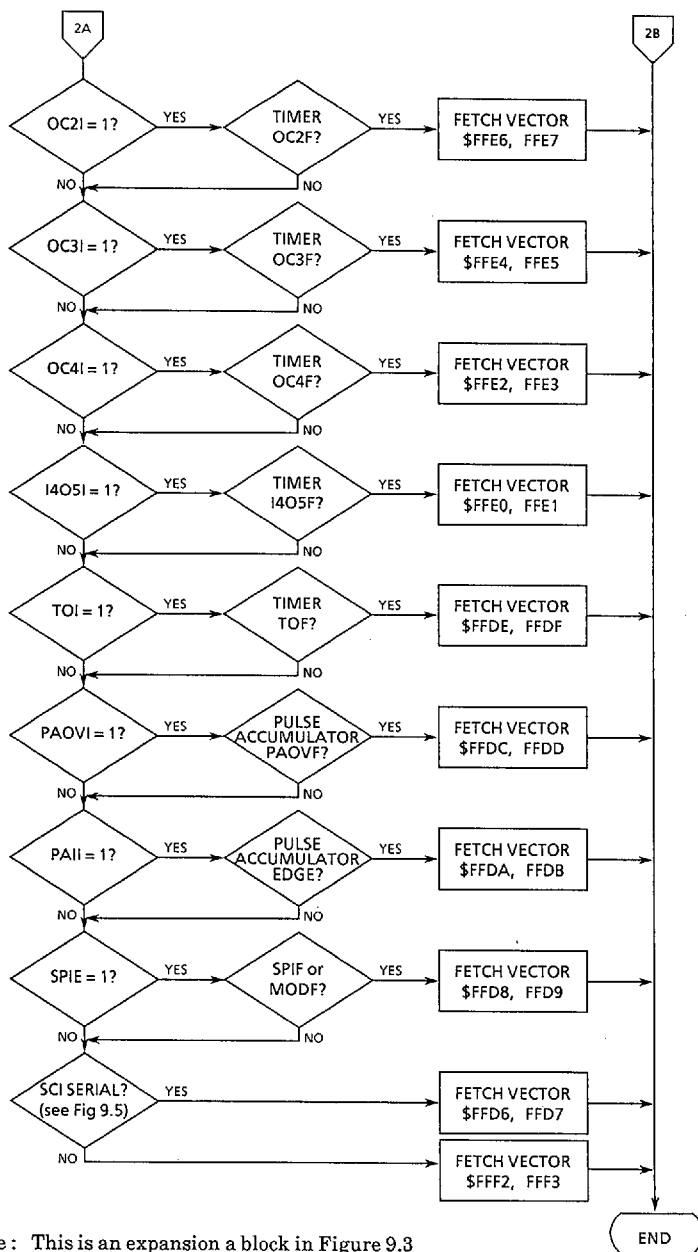 2A
2B
OC2I = 1?
YES
TIMER
OC2F?
YES
FETCH VECTOR
$FFE6, FFE7
NO
NO
OC3I = 1?
YES
TIMER
OC3F?
YES
FETCH VECTOR
$FFE4, FFE5
NO
NO
OC4I = 1?
YES
TIMER
OC4F?
YES
FETCH VECTOR
$FFE2, FFE3
NO
NO
I4O5I = 1?
YES
TIMER
I4O5F?
YES
FETCH VECTOR
$FFE0, FFE1
NO
NO
TOI = 1?
YES
TIMER
TOF?
YES
FETCH VECTOR
$FFDE, FFDF
NO
NO
PAOVI = 1?
YES
PULSE
ACCUMULATOR
PAOVF?
YES
FETCH VECTOR
$FFDC, FFDD
NO
NO
PAII = 1?
YES
PULSE
ACCUMULATOR
EDGE?
YES
FETCH VECTOR
$FFDA, FFDB
NO
NO
SPIE = 1?
YES
SPIF or
MODF?
YES
FETCH VECTOR
$FFD8, FFD9
NO
NO
SCI SERIAL?
(see Fig 9.5)
YES
FETCH VECTOR
$FFD6, FFD7
NO
FETCH VECTOR
$FFF2, FFF3
END
e : This is an expansion a block in Figure 9.3